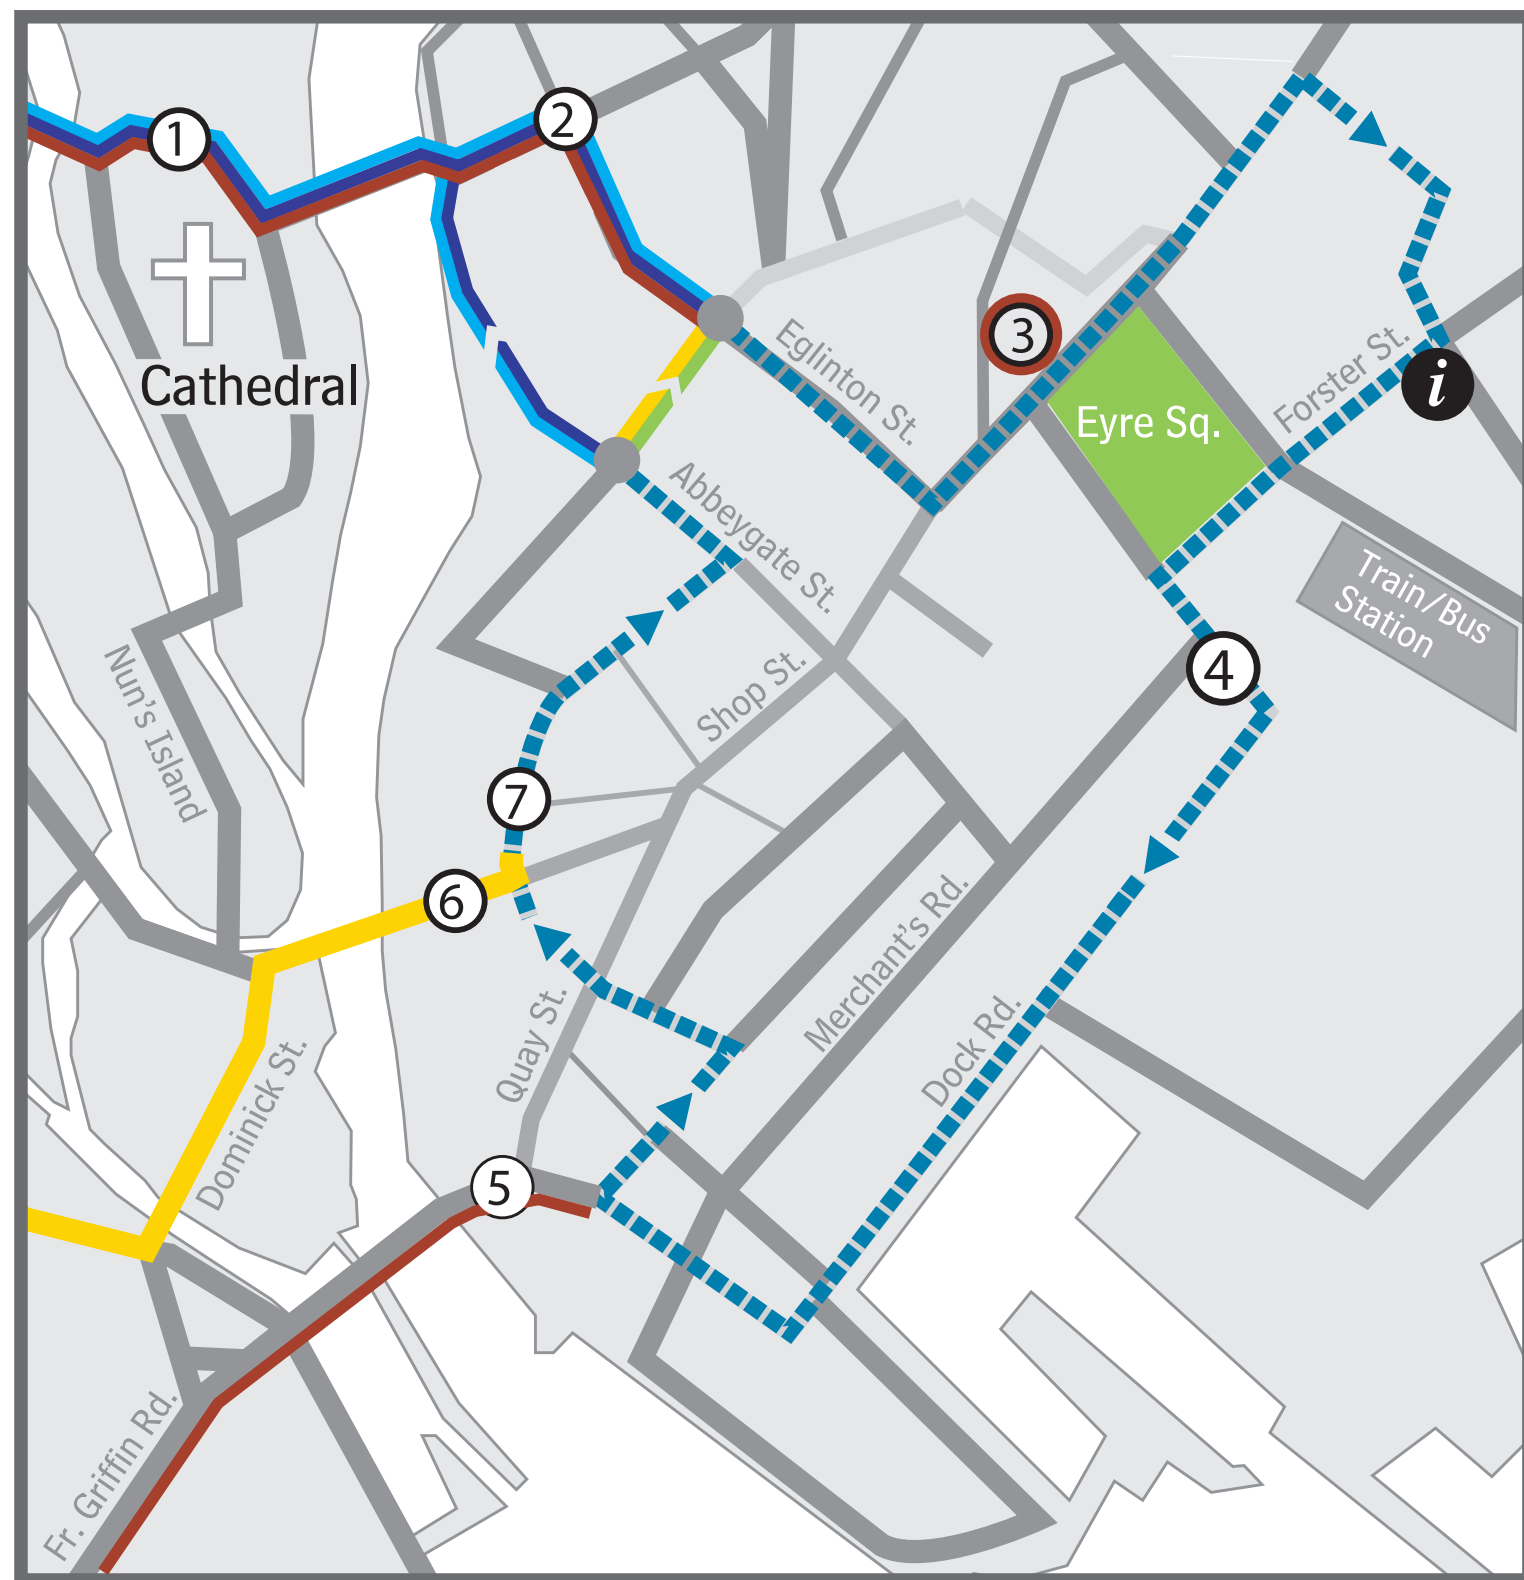 1
2
Cathedral
3
Eglinton St.
Eyre Sq.
Forster St.
i
Abbeygate St.
Train/Bus
Station
Nun's Island
Shop St.
4
7
6
Merchant's Rd.
Quay St.
Dock Rd.
Dominick St.
5
Fr. Griffin Rd.